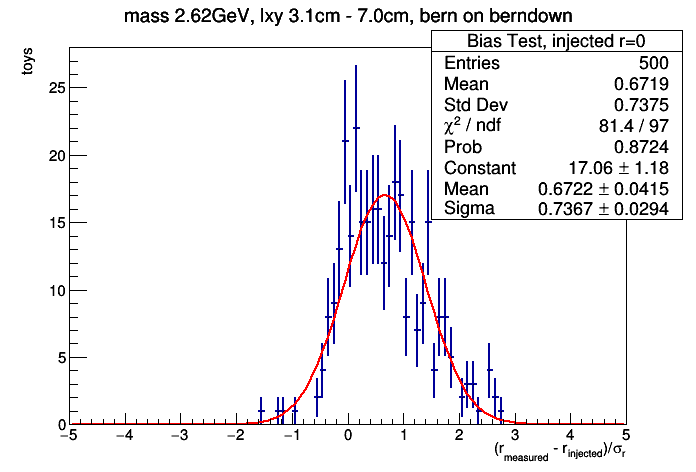 mass 2.62GeV, lxy 3.1cm - 7.0cm, bern on berndown
Bias Test, injected r=0
Entries 500
Mean 0.6719
Std Dev 0.7375
χ² / ndf 81.4 / 97
Prob 0.8724
Constant 17.06 ± 1.18
Mean 0.6722 ± 0.0415
Sigma 0.7367 ± 0.0294
toys
25
20
15
10
5
0
−5 −4 −3 −2 −1 0 1 2 3 4 5
(r_measured - r_injected)/σ_r